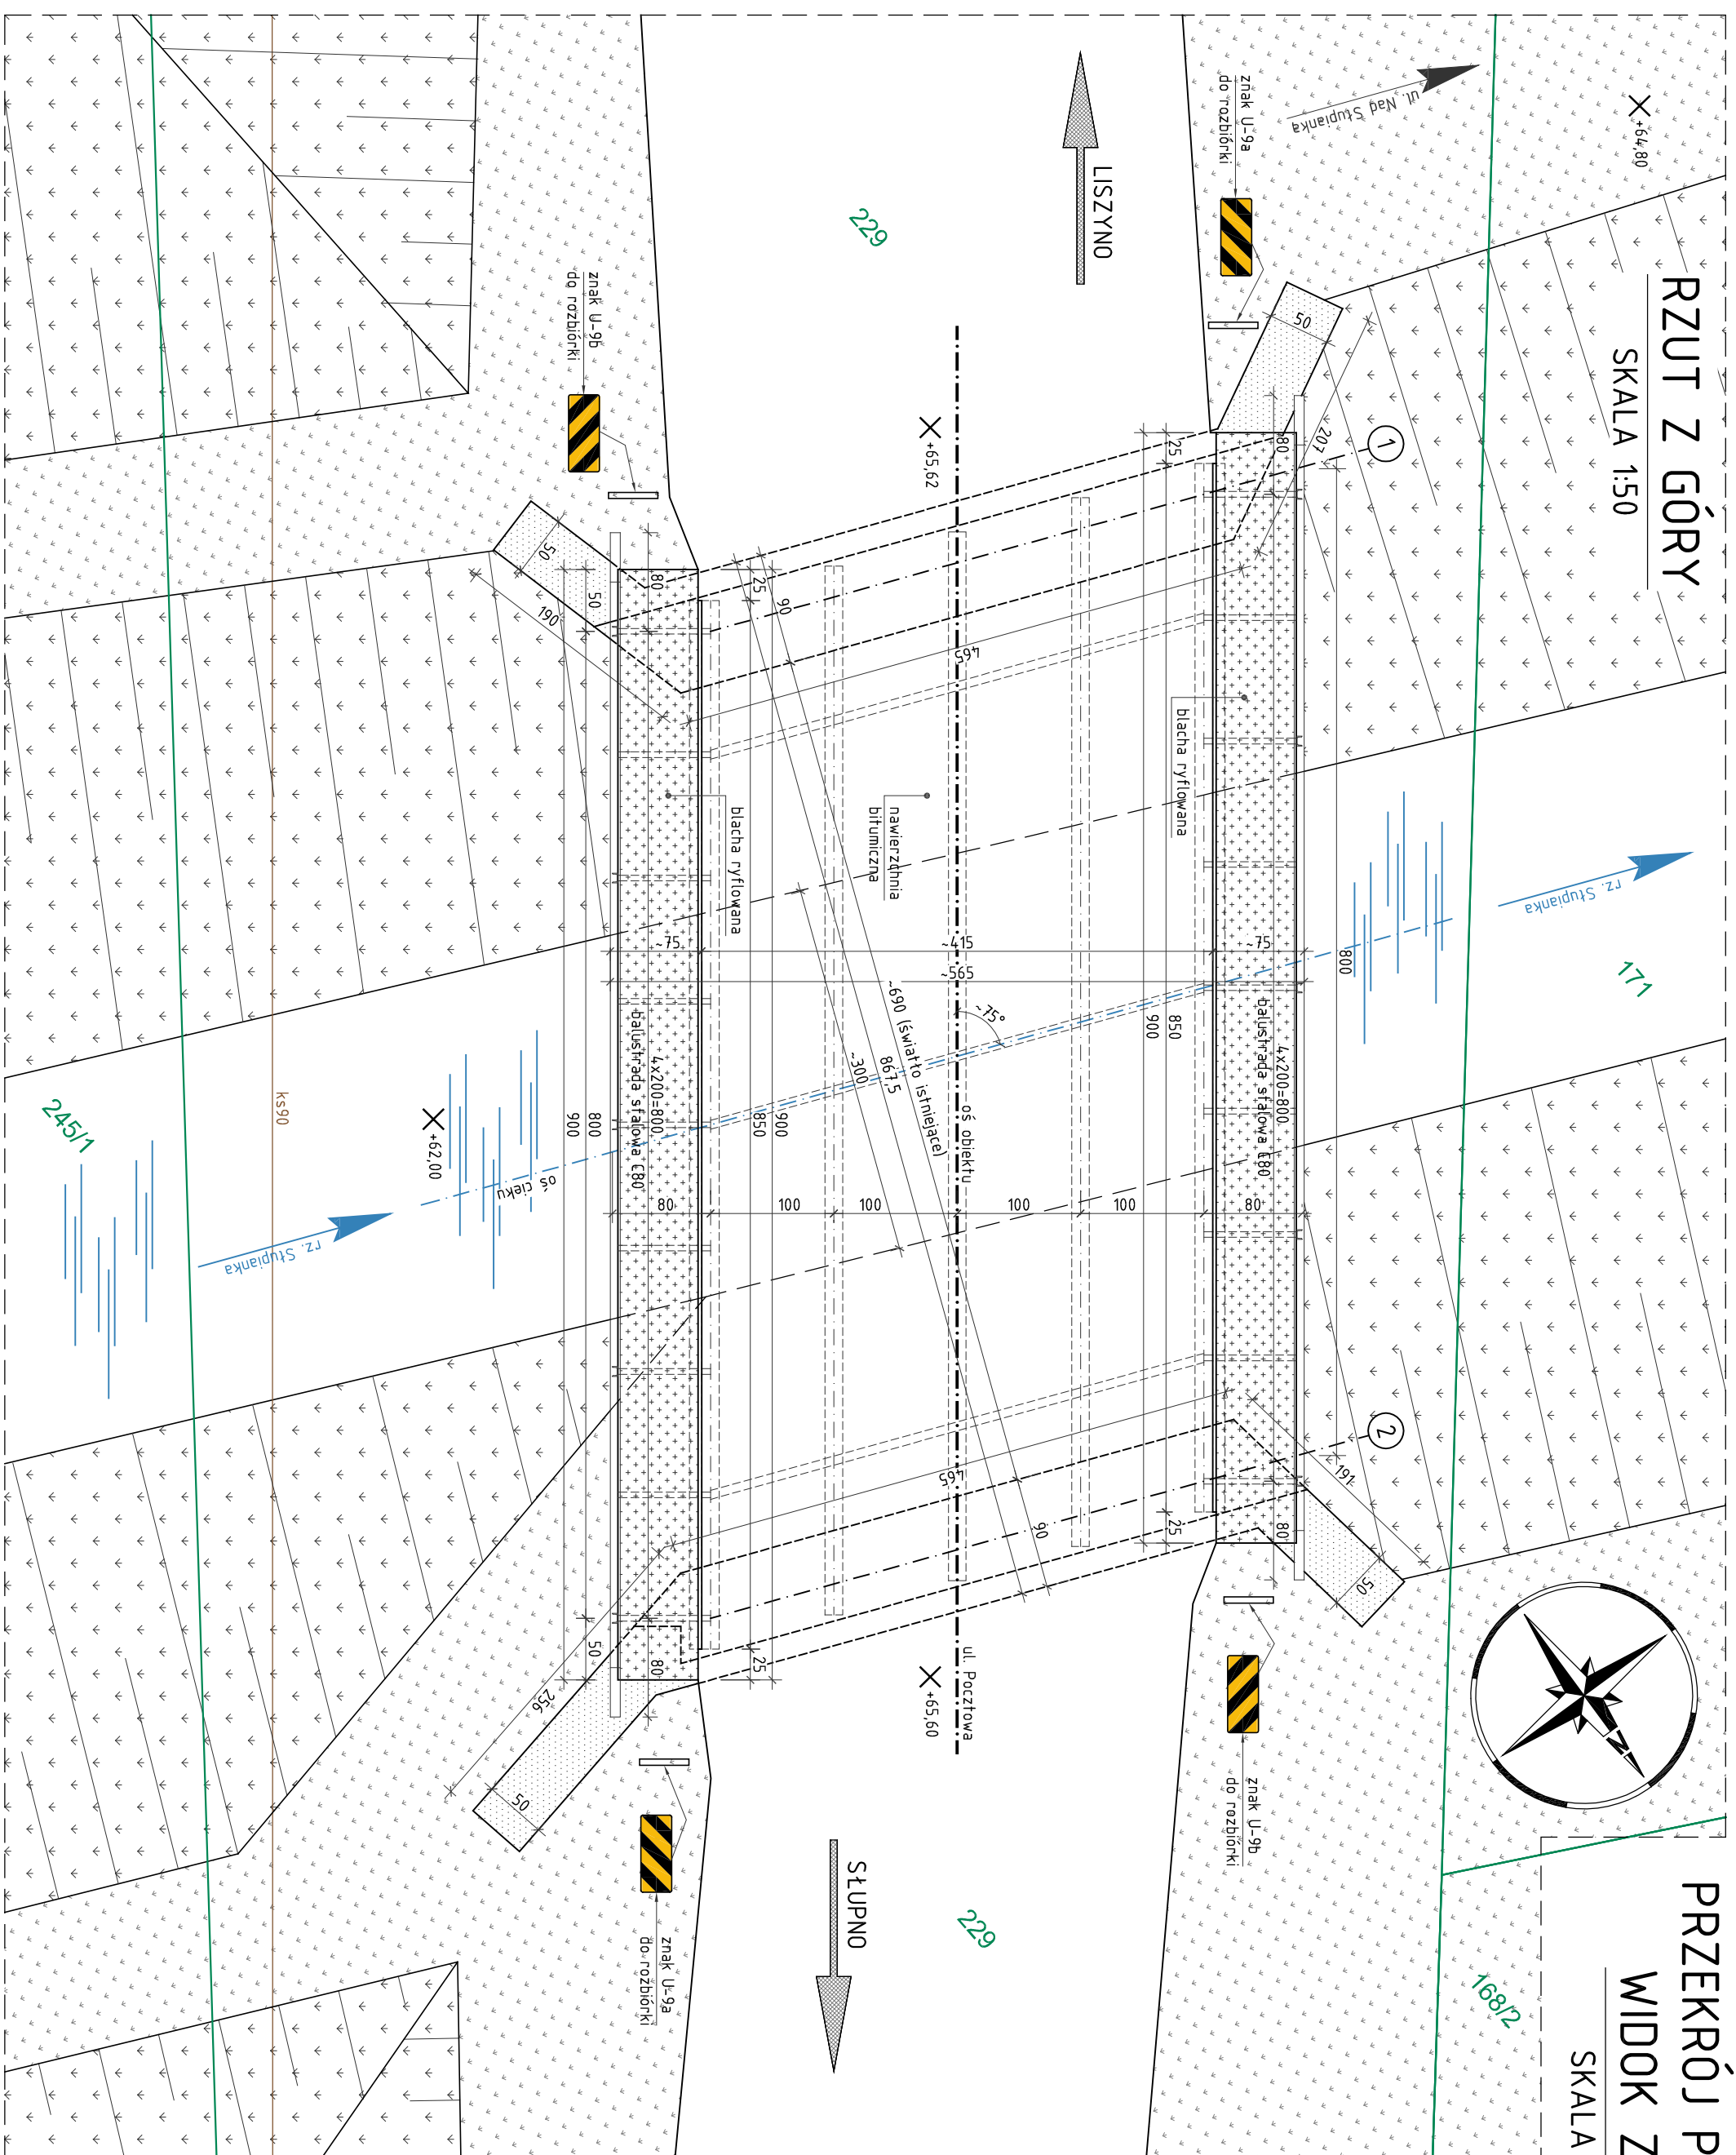 RZUT Z GÓRY
SKALA 1:50
PRZEKRÓJ P
WIDOK Z
SKALA
+64,80
ul. Nad Słupianką
znak U-9a
do rozbiórki
LISZYNO
229
znak U-9b
do rozbiórki
50
207
1
80
25
+65,62
50
190
50
80
25
90
465
blacha ryflowana
blacha ryflowana
nawierzchnia
bitumiczna
rz. Słupianka
171
~75
~415
~75
~565
800
~75°
850
900
~690 (światło istniejące)
867,5
~300
balustrada stalowa C80
4x200=800
balustrada stalowa C80
4x200=800
850
900
800
900
oś obiektu
oś cieku
+62,00
ks90
245/1
rz. Słupianka
80
100
100
100
100
80
2
191
465
90
25
80
50
50
80
25
256
50
ul. Pocztowa
+65,60
N
znak U-9b
do rozbiórki
znak U-9a
do rozbiórki
SŁUPNO
229
168/2